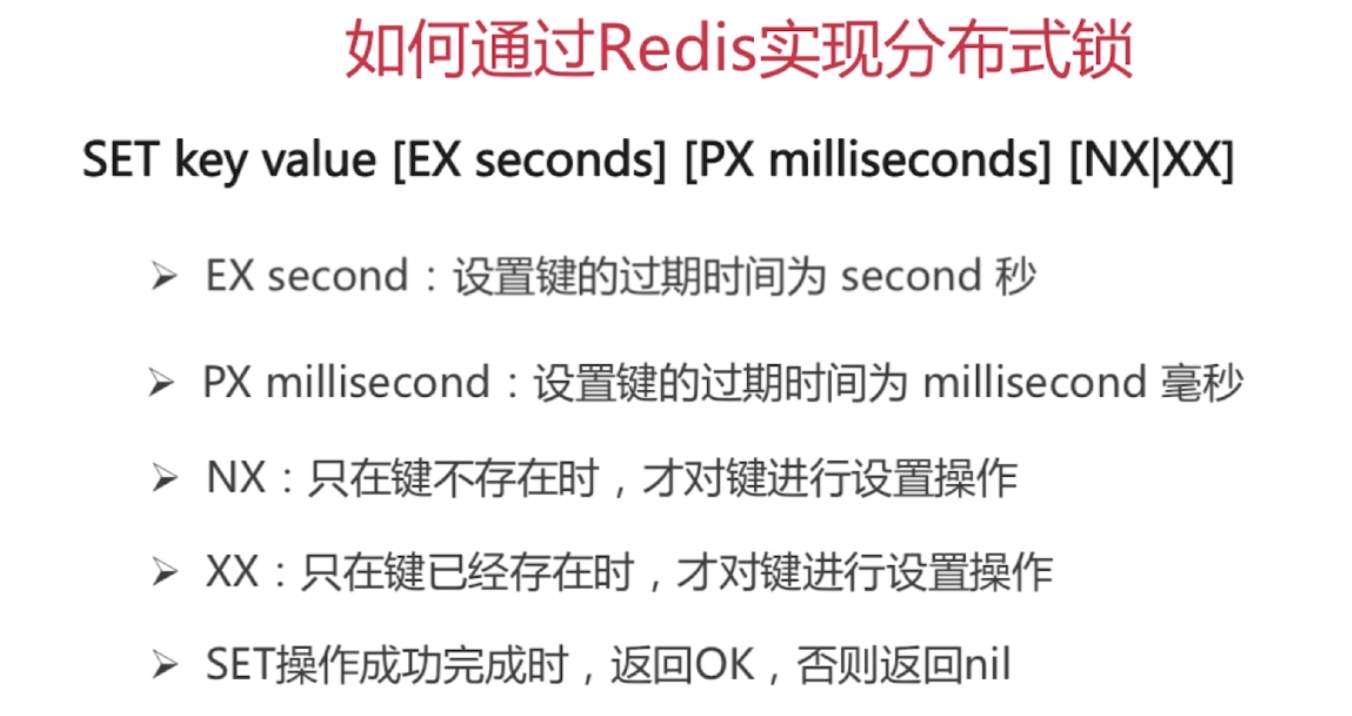 如何通过Redis实现分布式锁
SET key value [EX seconds] [PX milliseconds] [NX|XX]
➢ EX second：设置键的过期时间为 second 秒
➢ PX millisecond：设置键的过期时间为 millisecond 毫秒
➢ NX：只在键不存在时，才对键进行设置操作
➢ XX：只在键已经存在时，才对键进行设置操作
➢ SET操作成功完成时，返回OK，否则返回nil